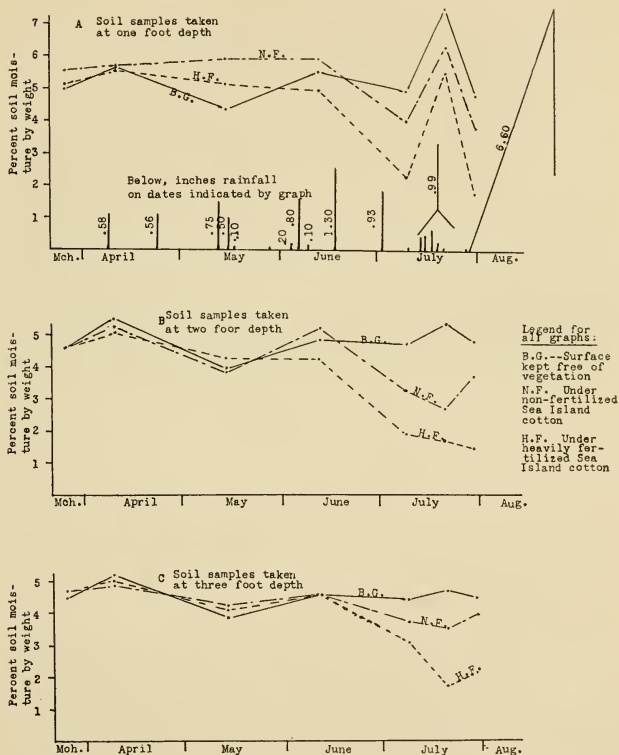 A Soil samples taken
at one foot depth
7
6
5
4
3
2
1
Percent soil mois-
ture by weight
N.F.
H.F.
B.G.
Below, inches rainfall
on dates indicated by graph
.58
.56
.75
.50
.10
.20
.80
.10
1.30
.93
.99
6.60
Mch.
April
May
June
July
Aug.
B Soil samples taken
at two foor depth
5
4
3
2
1
Percent soil mois-
ture by weight
B.G.
N.F.
H.F.
Mch.
April
May
June
July
Aug.
Legend for
all graphs:
B.G.--Surface
kept free of
vegetation
N.F. Under
non-fertilized
Sea Island
cotton
H.F. Under
heavily fer-
tilized Sea
Island cotton
C Soil samples taken
at three foot depth
5
4
3
2
1
Percent soil mois-
ture by weight
B.G.
N.F.
H.F.
Mch.
April
May
June
July
Aug.